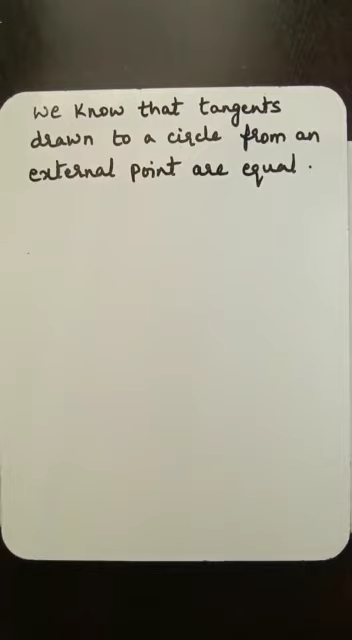 we know that tangents
drawn to a circle from an
external point are equal.